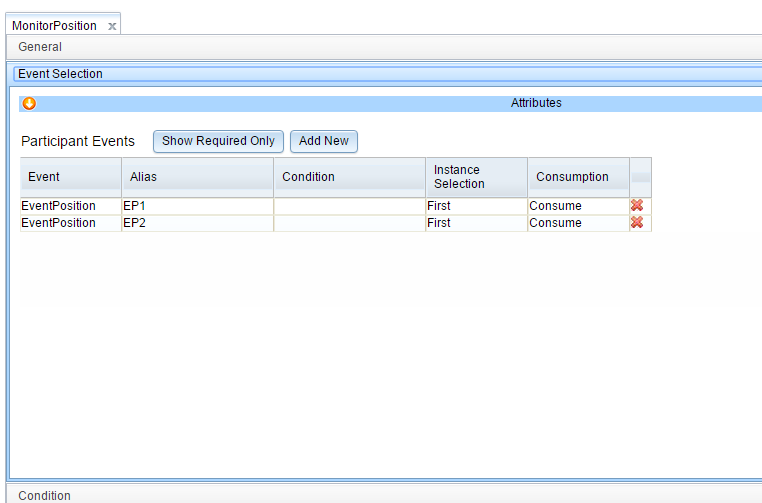 MonitorPosition x
General
Event Selection
Attributes
Participant Events Show Required Only Add New
Event Alias Condition Instance Selection Consumption
EventPosition EP1 First Consume
EventPosition EP2 First Consume
Condition